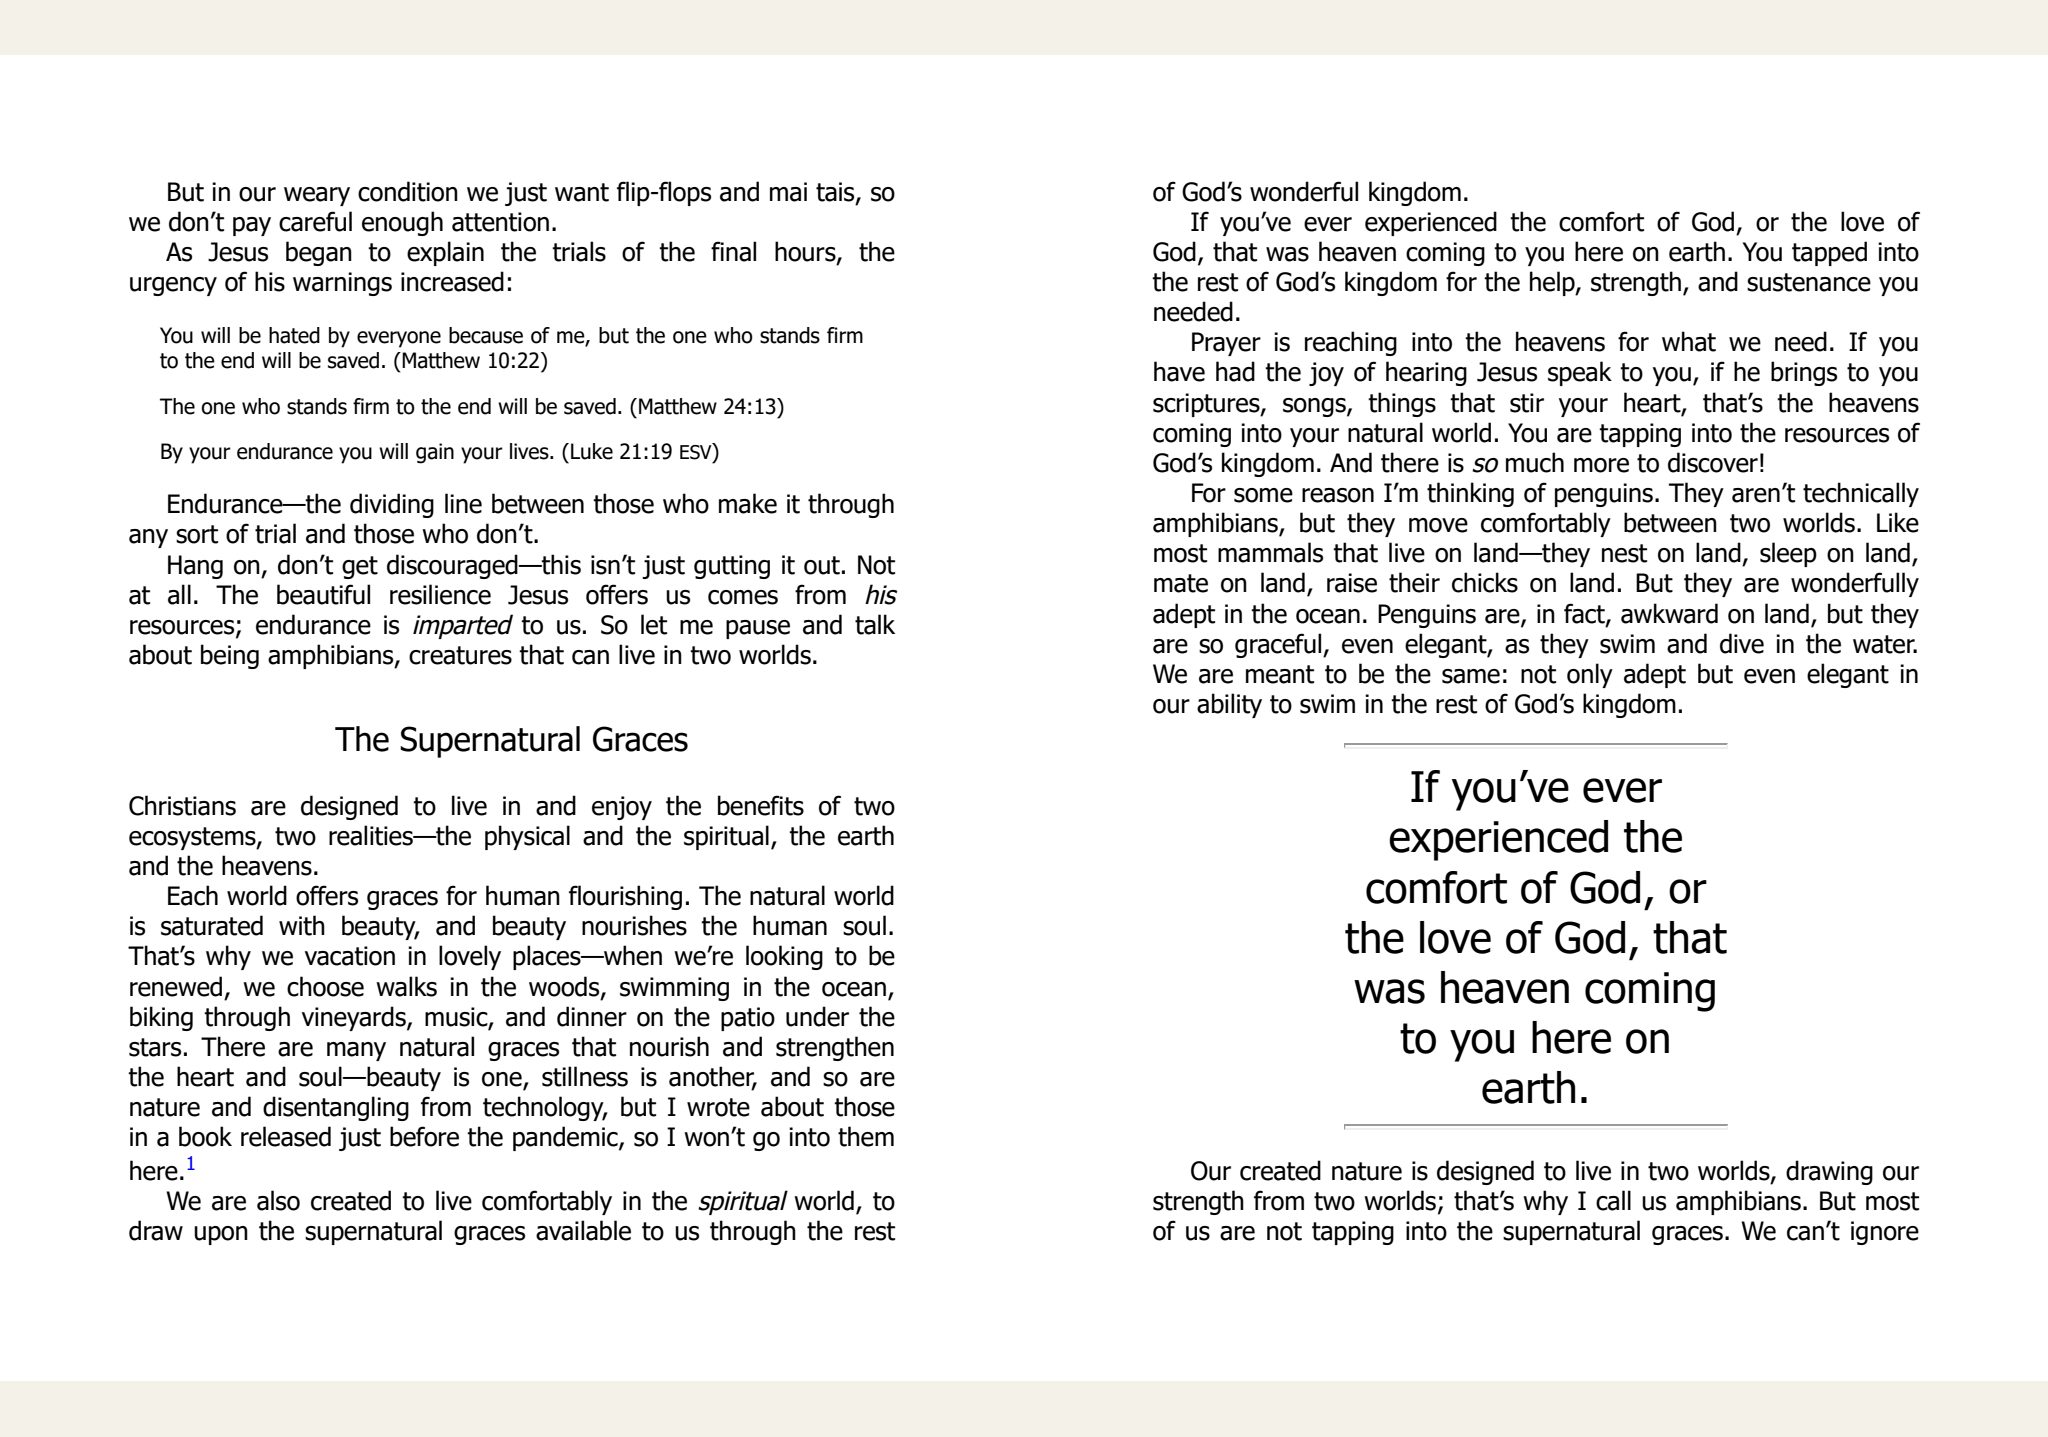 But in our weary condition we just want flip-flops and mai tais, so
we don’t pay careful enough attention.
As Jesus began to explain the trials of the final hours, the
urgency of his warnings increased:
You will be hated by everyone because of me, but the one who stands firm
to the end will be saved. (Matthew 10:22)
The one who stands firm to the end will be saved. (Matthew 24:13)
By your endurance you will gain your lives. (Luke 21:19 ESV)
Endurance—the dividing line between those who make it through
any sort of trial and those who don’t.
Hang on, don’t get discouraged—this isn’t just gutting it out. Not
at all. The beautiful resilience Jesus offers us comes from his
resources; endurance is imparted to us. So let me pause and talk
about being amphibians, creatures that can live in two worlds.
The Supernatural Graces
Christians are designed to live in and enjoy the benefits of two
ecosystems, two realities—the physical and the spiritual, the earth
and the heavens.
Each world offers graces for human flourishing. The natural world
is saturated with beauty, and beauty nourishes the human soul.
That’s why we vacation in lovely places—when we’re looking to be
renewed, we choose walks in the woods, swimming in the ocean,
biking through vineyards, music, and dinner on the patio under the
stars. There are many natural graces that nourish and strengthen
the heart and soul—beauty is one, stillness is another, and so are
nature and disentangling from technology, but I wrote about those
in a book released just before the pandemic, so I won’t go into them
here.1
We are also created to live comfortably in the spiritual world, to
draw upon the supernatural graces available to us through the rest
of God’s wonderful kingdom.
If you’ve ever experienced the comfort of God, or the love of
God, that was heaven coming to you here on earth. You tapped into
the rest of God’s kingdom for the help, strength, and sustenance you
needed.
Prayer is reaching into the heavens for what we need. If you
have had the joy of hearing Jesus speak to you, if he brings to you
scriptures, songs, things that stir your heart, that’s the heavens
coming into your natural world. You are tapping into the resources of
God’s kingdom. And there is so much more to discover!
For some reason I’m thinking of penguins. They aren’t technically
amphibians, but they move comfortably between two worlds. Like
most mammals that live on land—they nest on land, sleep on land,
mate on land, raise their chicks on land. But they are wonderfully
adept in the ocean. Penguins are, in fact, awkward on land, but they
are so graceful, even elegant, as they swim and dive in the water.
We are meant to be the same: not only adept but even elegant in
our ability to swim in the rest of God’s kingdom.
If you’ve ever
experienced the
comfort of God, or
the love of God, that
was heaven coming
to you here on
earth.
Our created nature is designed to live in two worlds, drawing our
strength from two worlds; that’s why I call us amphibians. But most
of us are not tapping into the supernatural graces. We can’t ignore